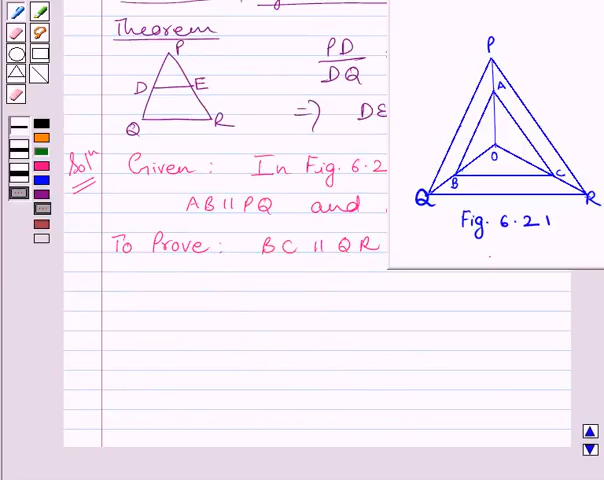 Theorem
P
D E
Q R
PD
DQ
=) DE
Soln Given : In Fig. 6.2
AB || PQ and
To Prove : BC || QR
P
A
O
B C
Q R
Fig. 6.21